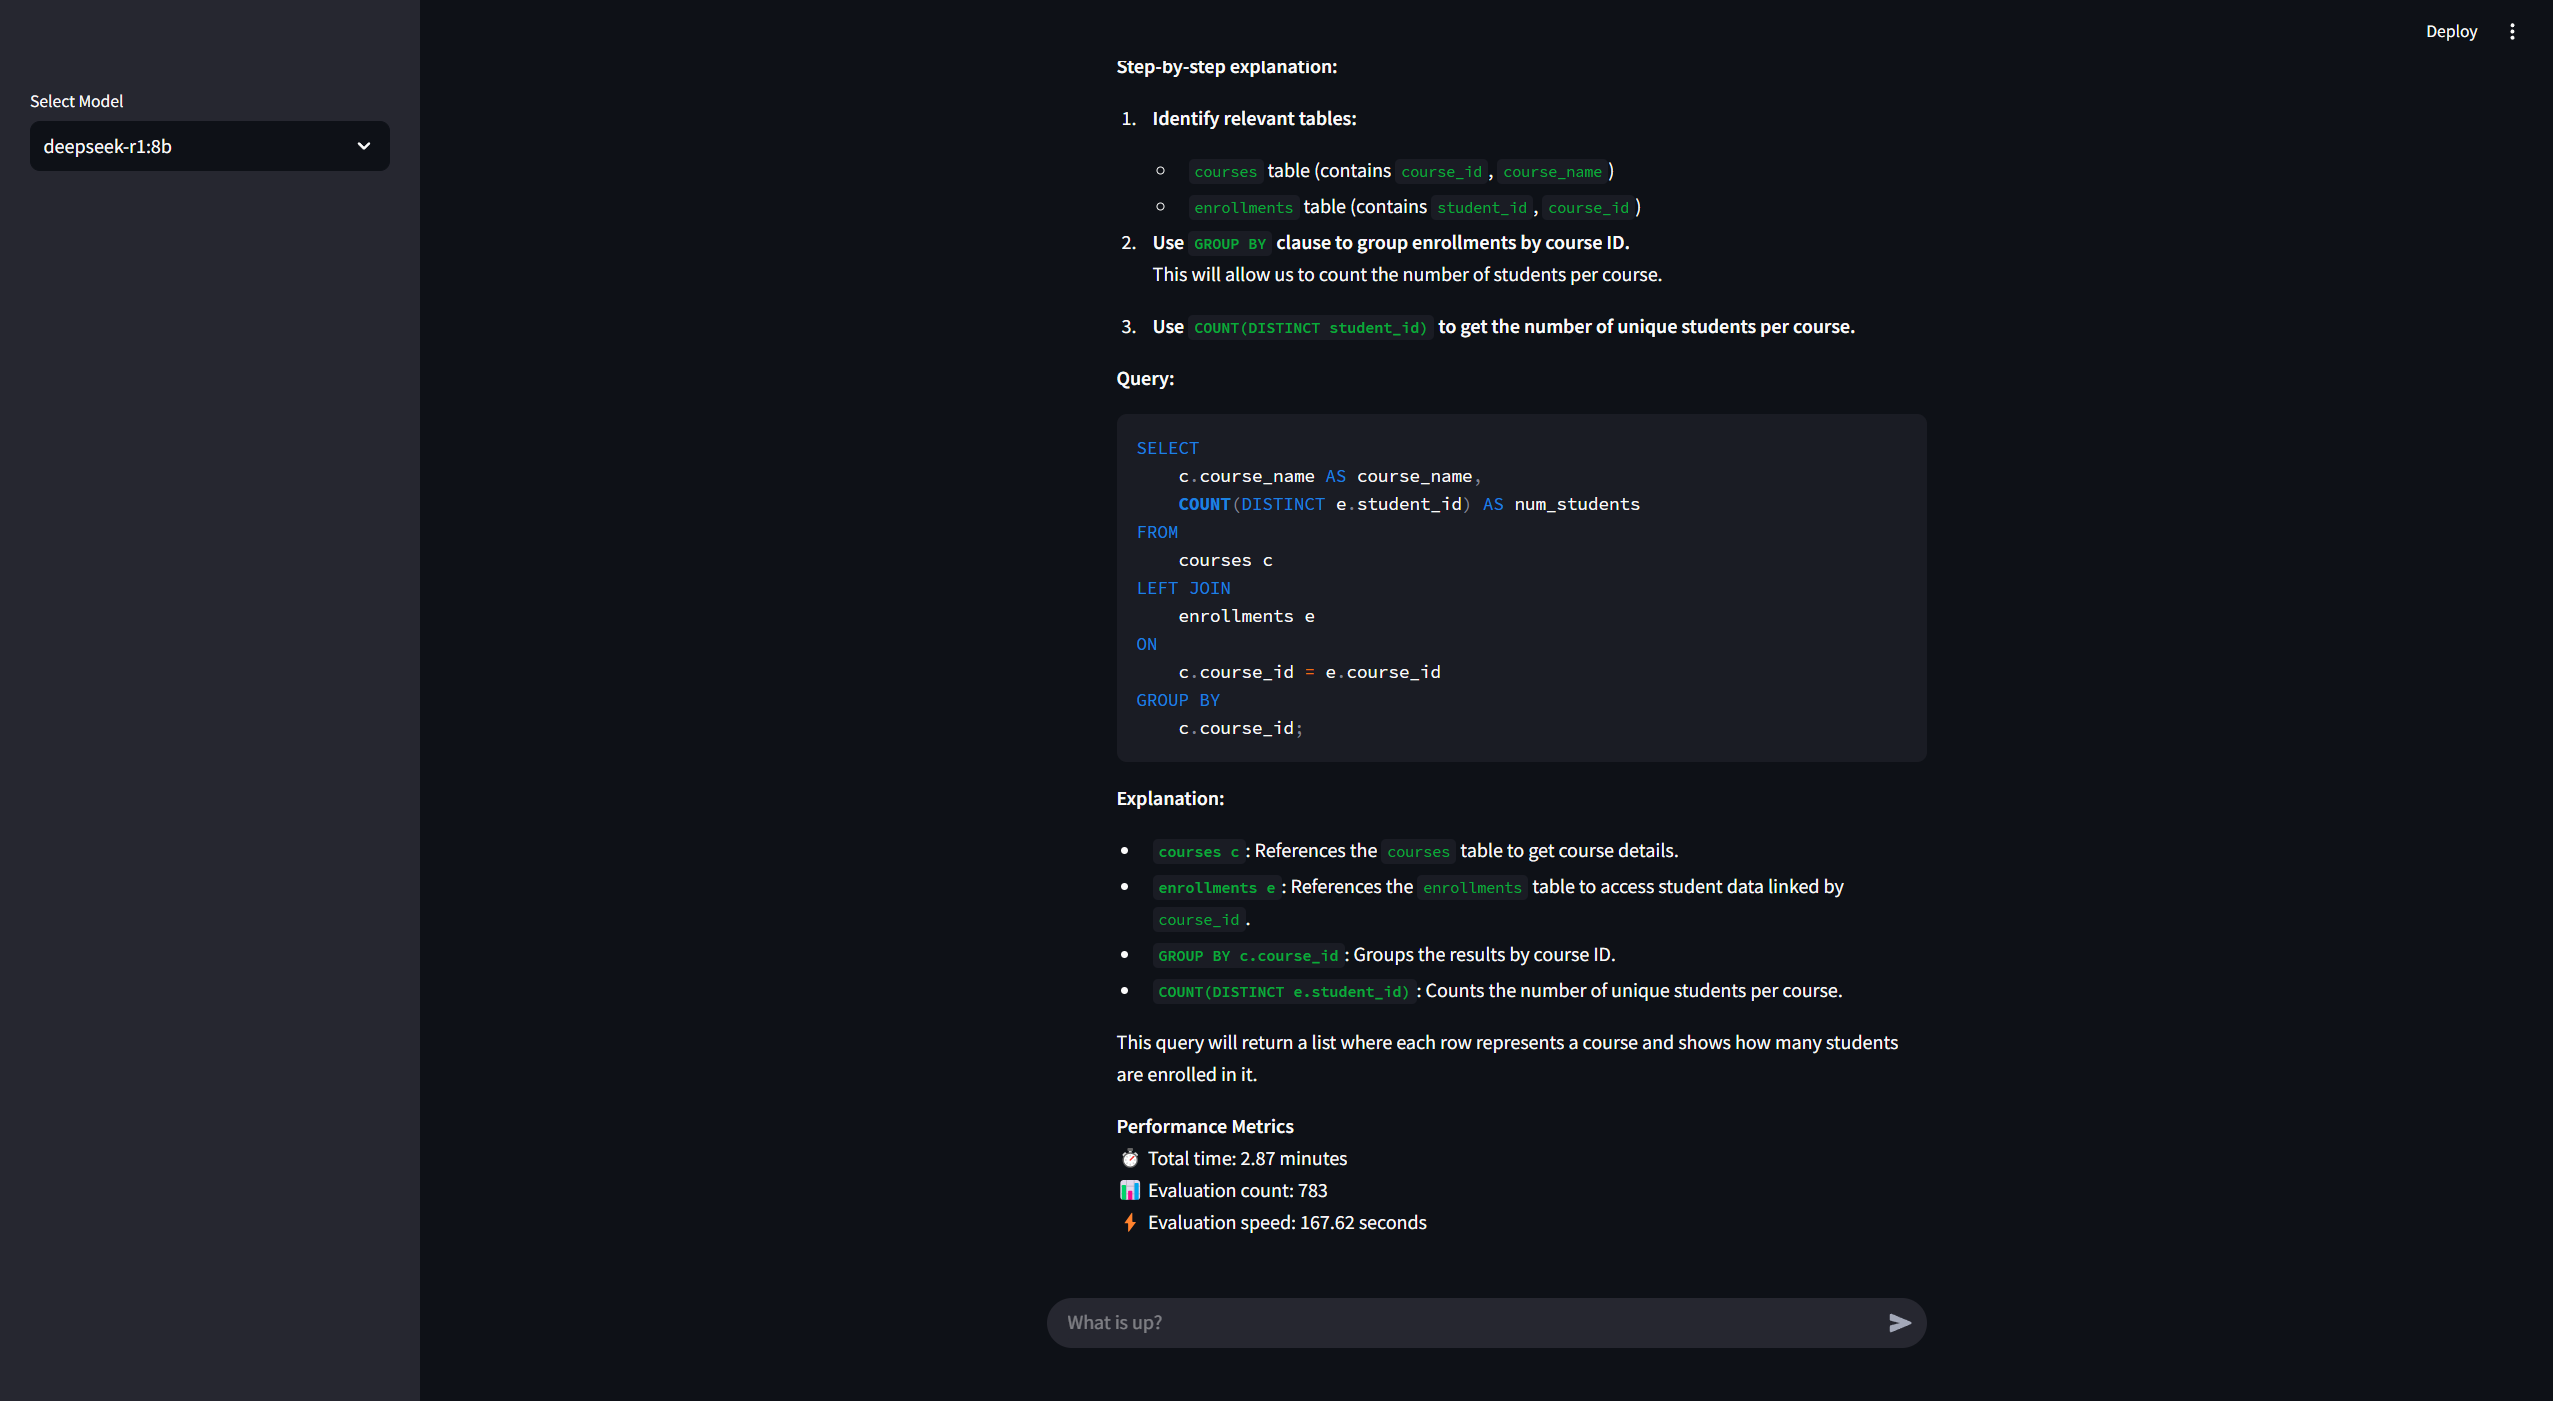 Deploy
Select Model
deepseek-r1:8b
Step-by-step explanation:
1. Identify relevant tables:
courses table (contains course_id, course_name)
enrollments table (contains student_id, course_id)
2. Use GROUP BY clause to group enrollments by course ID.
This will allow us to count the number of students per course.
3. Use COUNT(DISTINCT student_id) to get the number of unique students per course.
Query:
SELECT
c.course_name AS course_name,
COUNT(DISTINCT e.student_id) AS num_students
FROM
courses c
LEFT JOIN
enrollments e
ON
c.course_id = e.course_id
GROUP BY
c.course_id;
Explanation:
courses c: References the courses table to get course details.
enrollments e: References the enrollments table to access student data linked by
course_id.
GROUP BY c.course_id: Groups the results by course ID.
COUNT(DISTINCT e.student_id): Counts the number of unique students per course.
This query will return a list where each row represents a course and shows how many students
are enrolled in it.
Performance Metrics
Total time: 2.87 minutes
Evaluation count: 783
Evaluation speed: 167.62 seconds
What is up?